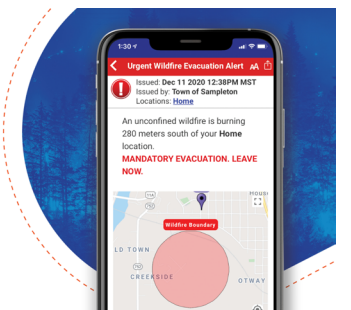 1:30
Urgent Wildfire Evacuation Alert AA
Issued: Dec 11 2020 12:38PM MST
Issued by: Town of Sampleton
Locations: Home
An unconfined wildfire is burning
280 meters south of your Home
location.
MANDATORY EVACUATION. LEAVE
NOW.
HOUS
Wildfire Boundary
LD TOWN
CREEKSIDE
OTWAY